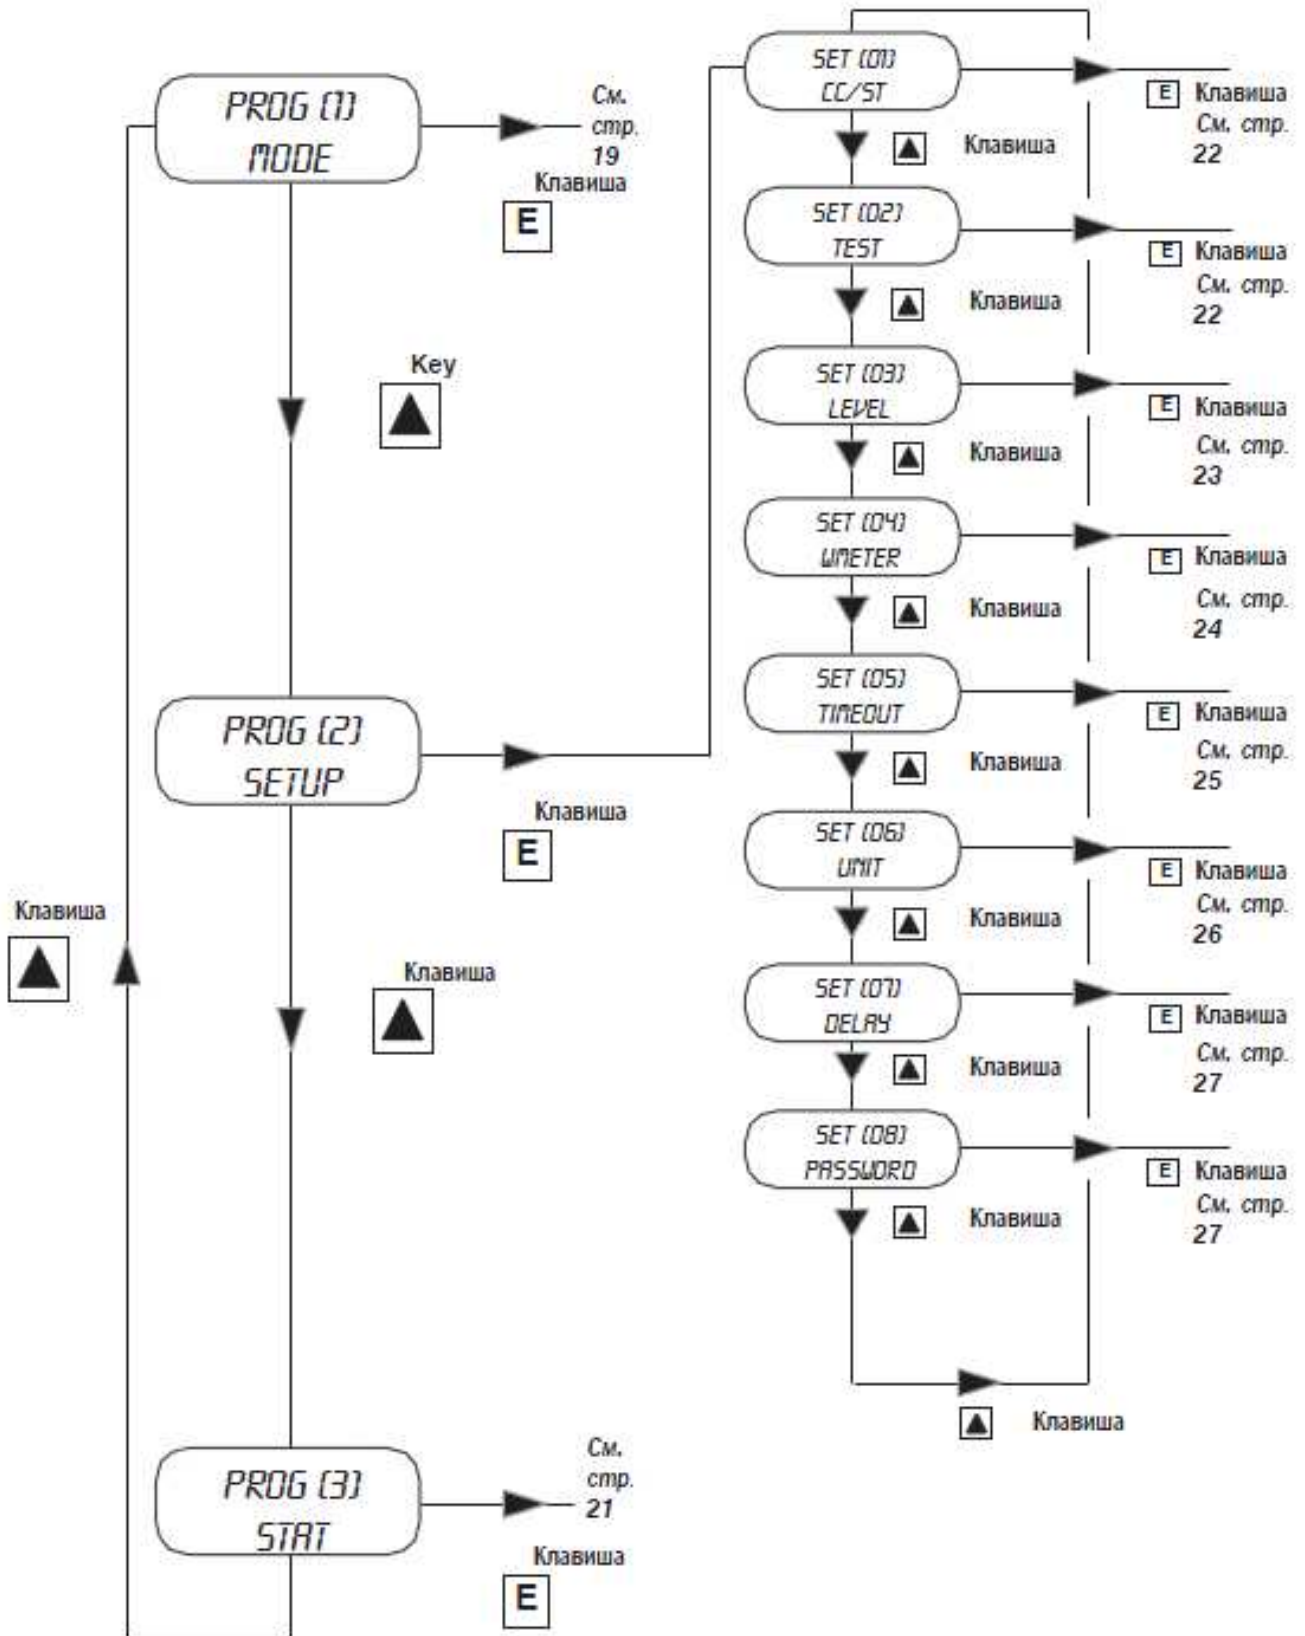 PROG (1)
MODE
См.
стр.
19
Клавиша
E
Key
PROG (2)
SETUP
Клавиша
E
Клавиша
Клавиша
PROG (3)
STAT
См.
стр.
21
Клавиша
E
SET (01)
CC/ST
E Клавиша
См. стр.
22
Клавиша
SET (02)
TEST
E Клавиша
См. стр.
22
Клавиша
SET (03)
LEVEL
E Клавиша
См. стр.
23
Клавиша
SET (04)
WMETER
E Клавиша
См. стр.
24
Клавиша
SET (05)
TIMEOUT
E Клавиша
См. стр.
25
Клавиша
SET (06)
UNIT
E Клавиша
См. стр.
26
Клавиша
SET (07)
DELAY
E Клавиша
См. стр.
27
Клавиша
SET (08)
PASSWORD
E Клавиша
См. стр.
27
Клавиша
Клавиша